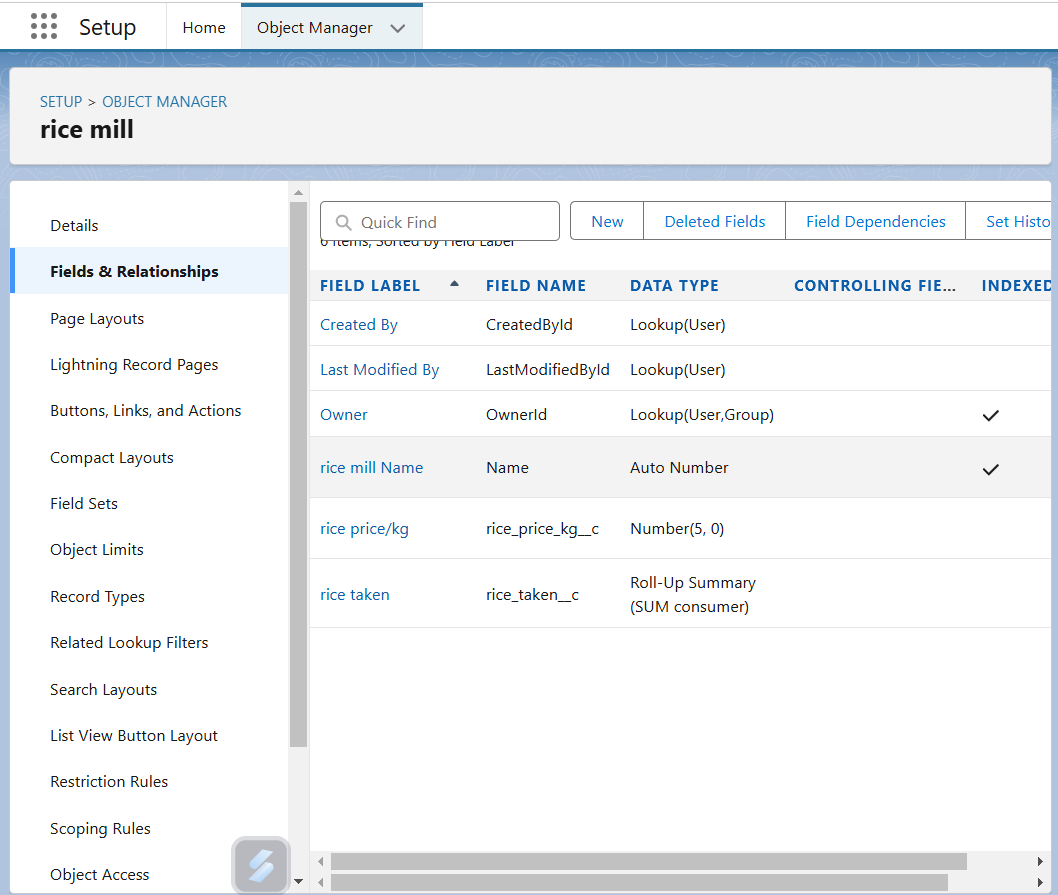 Setup
Home
Object Manager
SETUP > OBJECT MANAGER
rice mill
Details
Fields & Relationships
Page Layouts
Lightning Record Pages
Buttons, Links, and Actions
Compact Layouts
Field Sets
Object Limits
Record Types
Related Lookup Filters
Search Layouts
List View Button Layout
Restriction Rules
Scoping Rules
Object Access
Quick Find
New
Deleted Fields
Field Dependencies
Set Histo
Items, Sorted by Field Label
FIELD LABEL FIELD NAME DATA TYPE CONTROLLING FIE... INDEXED
Created By CreatedById Lookup(User)
Last Modified By LastModifiedById Lookup(User)
Owner OwnerId Lookup(User,Group)
rice mill Name Name Auto Number
rice price/kg rice_price_kg__c Number(5, 0)
rice taken rice_taken__c Roll-Up Summary
(SUM consumer)